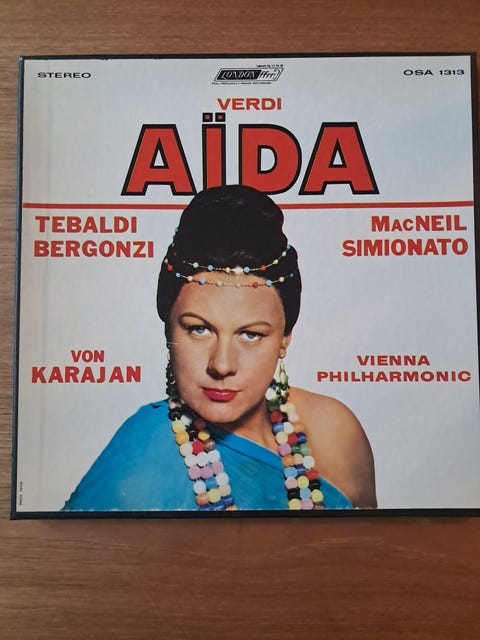 STEREO
LONDON ffrr
OSA 1313
VERDI
AÏDA
TEBALDI
BERGONZI
MACNEIL
SIMIONATO
VON
KARAJAN
VIENNA
PHILHARMONIC